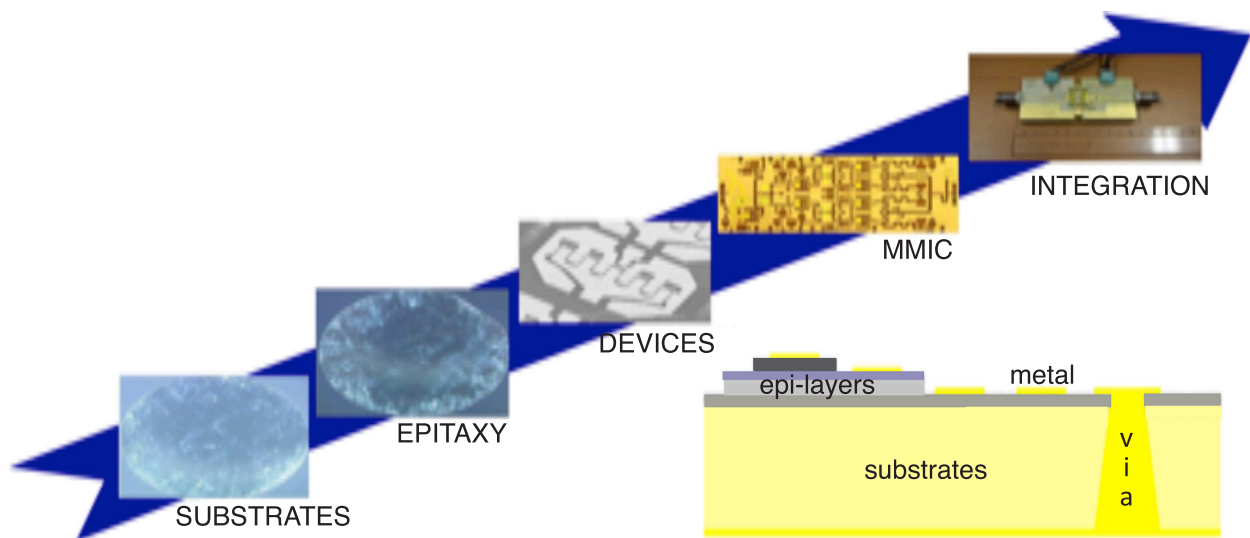 INTEGRATION
MMIC
DEVICES
EPITAXY
SUBSTRATES
epi-layers
metal
substrates
v
i
a